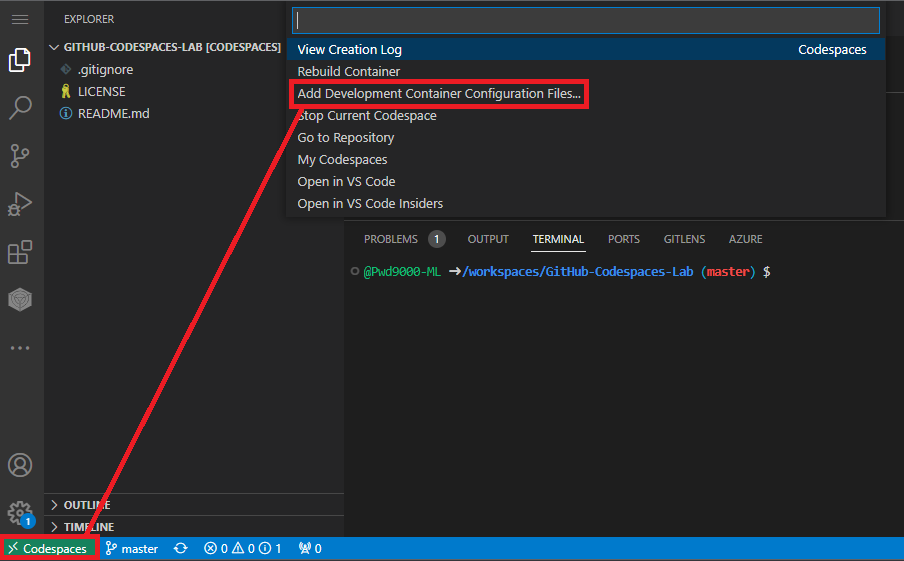 EXPLORER
GITHUB-CODESPACES-LAB [CODESPACES]
.gitignore
LICENSE
README.md
View Creation Log Codespaces
Rebuild Container
Add Development Container Configuration Files...
Stop Current Codespace
Go to Repository
My Codespaces
Open in VS Code
Open in VS Code Insiders
PROBLEMS 1 OUTPUT TERMINAL PORTS GITLENS AZURE
@Pwd9000-ML ➜/workspaces/GitHub-Codespaces-Lab (master) $
OUTLINE
TIMELINE
1
Codespaces master 0 0 1 0